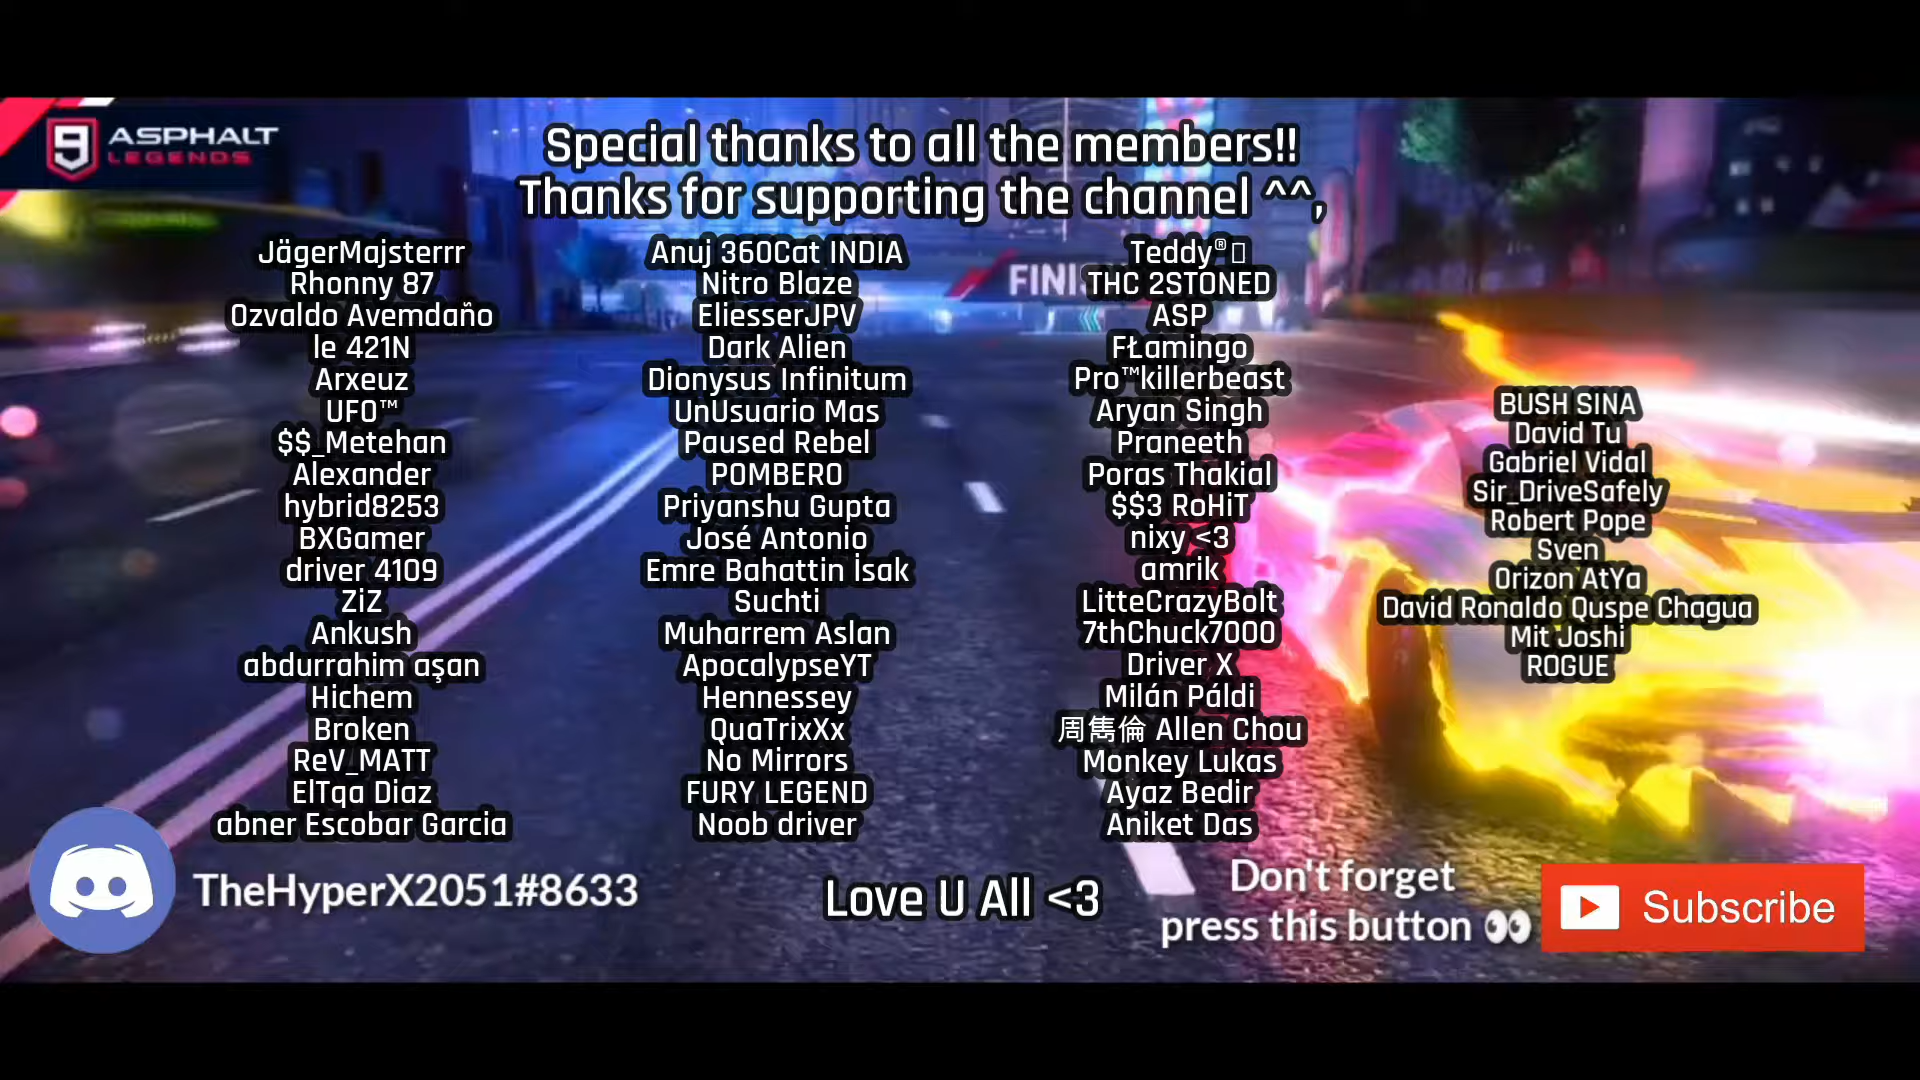 9 ASPHALT
LEGENDS
Special thanks to all the members!!
Thanks for supporting the channel ^^,
JägerMajsterrr
Rhonny 87
Ozvaldo Avemdaño
le 421N
Arxeuz
UFO™
$$_Metehan
Alexander
hybrid8253
BXGamer
driver 4109
ZiZ
Ankush
abdurrahim aşan
Hichem
Broken
ReV_MATT
ElTqa Diaz
abner Escobar Garcia
Anuj 360Cat INDIA
Nitro Blaze
EliesserJPV
Dark Alien
Dionysus Infinitum
UnUsuario Mas
Paused Rebel
POMBERO
Priyanshu Gupta
José Antonio
Emre Bahattin İsak
Suchti
Muharrem Aslan
ApocalypseYT
Hennessey
QuaTrixXx
No Mirrors
FURY LEGEND
Noob driver
Teddy®
THC 2STONED
ASP
FŁamingo
Pro™killerbeast
Aryan Singh
Praneeth
Poras Thakial
$$3 RoHiT
nixy <3
amrik
LitteCrazyBolt
7thChuck7000
Driver X
Milán Páldi
周雋倫 Allen Chou
Monkey Lukas
Ayaz Bedir
Aniket Das
BUSH SINA
David Tu
Gabriel Vidal
Sir_DriveSafely
Robert Pope
Sven
Orizon AtYa
David Ronaldo Quspe Chagua
Mit Joshi
ROGUE
TheHyperX2051#8633
Love U All <3
Don't forget
press this button 👀
Subscribe